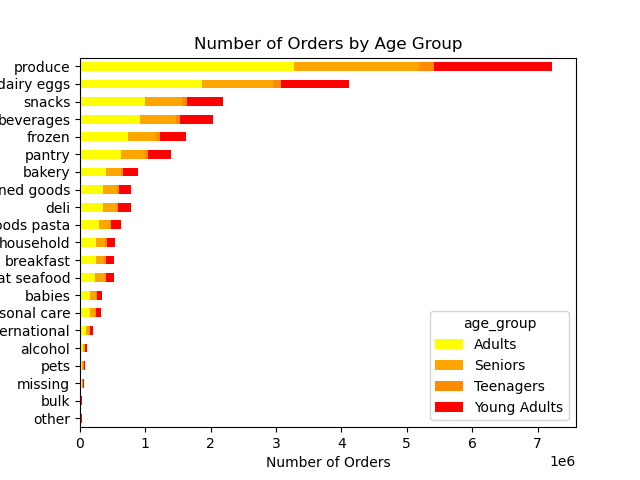 Number of Orders by Age Group
produce
dairy eggs
snacks
beverages
frozen
pantry
bakery
ned goods
deli
oods pasta
household
breakfast
at seafood
babies
sonal care
ernational
alcohol
pets
missing
bulk
other
age_group
Adults
Seniors
Teenagers
Young Adults
0 1 2 3 4 5 6 7
1e6
Number of Orders